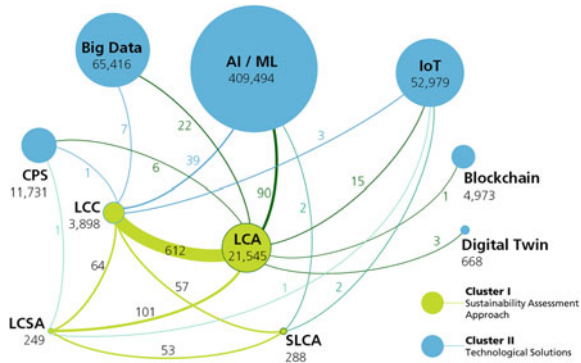 Big Data
65,416
AI / ML
409,494
IoT
52,979
7
22
39
3
CPS
11,731
1
6
90
15
Blockchain
4,973
1
2
LCC
3,898
612
LCA
21,545
3
Digital Twin
668
1
64
57
1
2
101
LCSA
249
53
SLCA
288
Cluster I
Sustainability Assessment
Approach
Cluster II
Technological Solutions